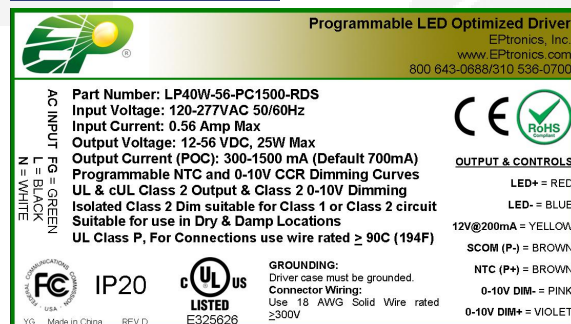 Programmable LED Optimized Driver
EP®
EPtronics, Inc.
www.EPtronics.com
800 643-0688/310 536-0700
AC INPUT
FG = GREEN
L = BLACK
N = WHITE
Part Number: LP40W-56-PC1500-RDS
Input Voltage: 120-277VAC 50/60Hz
Input Current: 0.56 Amp Max
Output Voltage: 12-56 VDC, 25W Max
Output Current (POC): 300-1500 mA (Default 700mA)
Programmable NTC and 0-10V CCR Dimming Curves
UL & cUL Class 2 Output & Class 2 0-10V Dimming
Isolated Class 2 Dim suitable for Class 1 or Class 2 circuit
Suitable for use in Dry & Damp Locations
UL Class P, For Connections use wire rated ≥ 90C (194F)
CE
RoHS
Compliant
OUTPUT & CONTROLS
LED+ = RED
LED- = BLUE
12V@200mA = YELLOW
SCOM (P-) = BROWN
NTC (P+) = BROWN
0-10V DIM- = PINK
0-10V DIM+ = VIOLET
FEDERAL COMMUNICATIONS COMMISSION
FC
USA
IP20
c UL us
®
LISTED
E325626
GROUNDING:
Driver case must be grounded.
Connector Wiring:
Use 18 AWG Solid Wire rated
≥300V
YG Made in China REV D